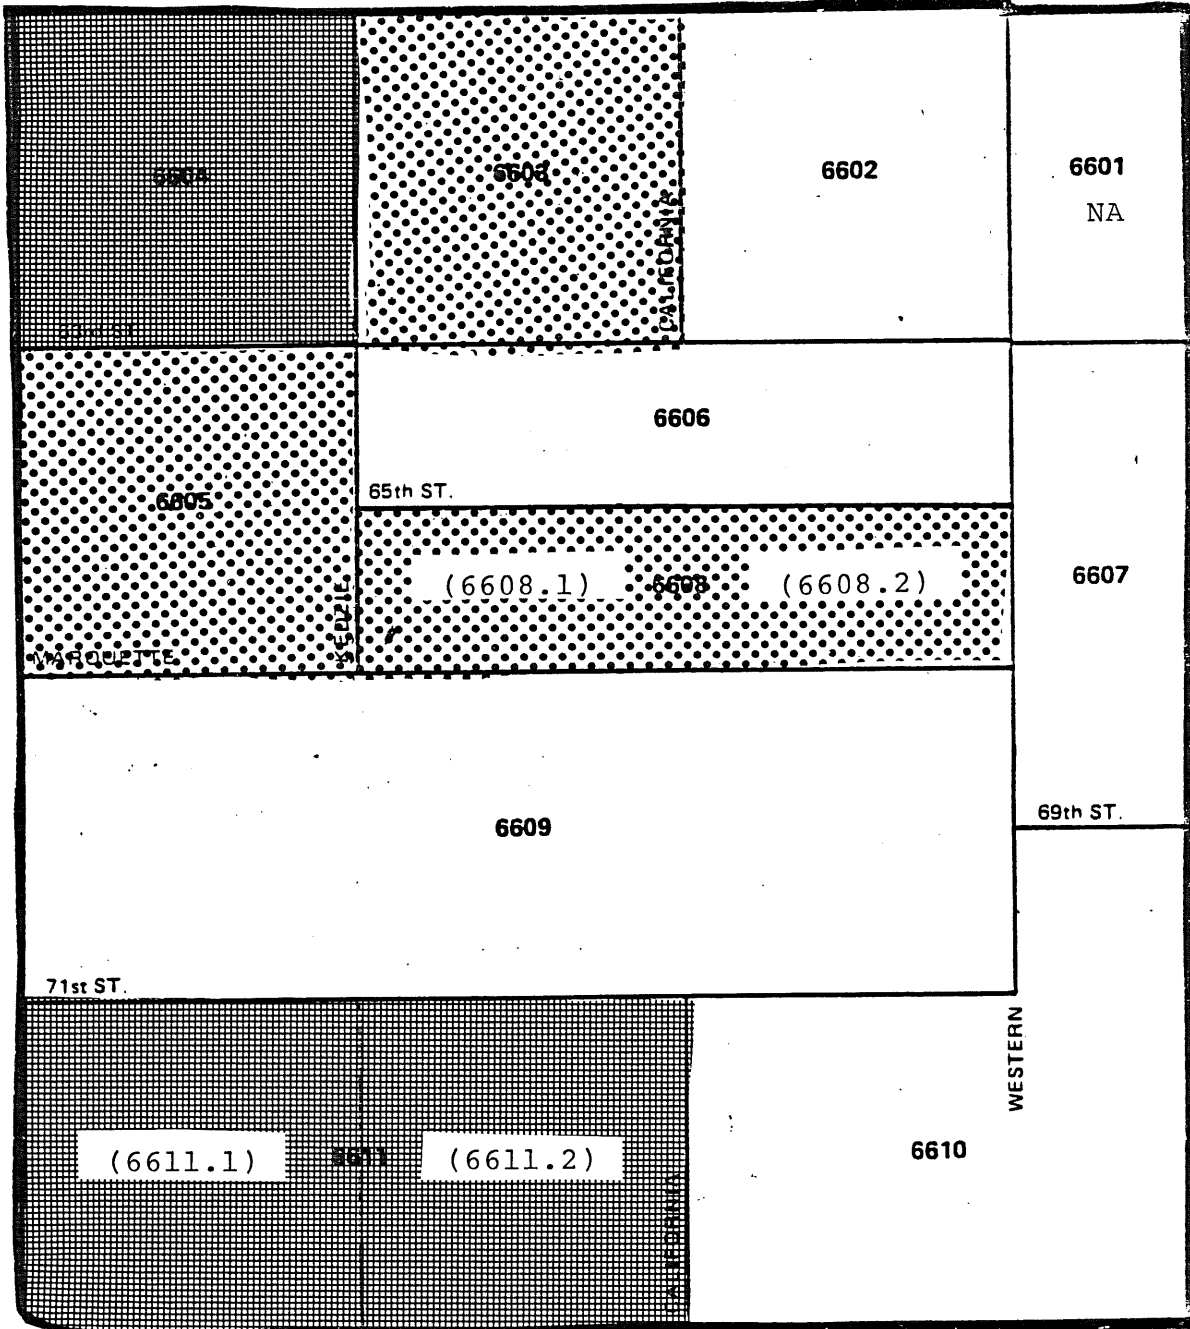 6604
6603
6602
6601
NA
CALIFORNIA
63rd ST.
6606
6605
65th ST.
(6608.1)
6608
(6608.2)
6607
KEDZIE
MARQUETTE
6609
69th ST.
71st ST.
WESTERN
(6611.1)
6611
(6611.2)
6610
CALIFORNIA